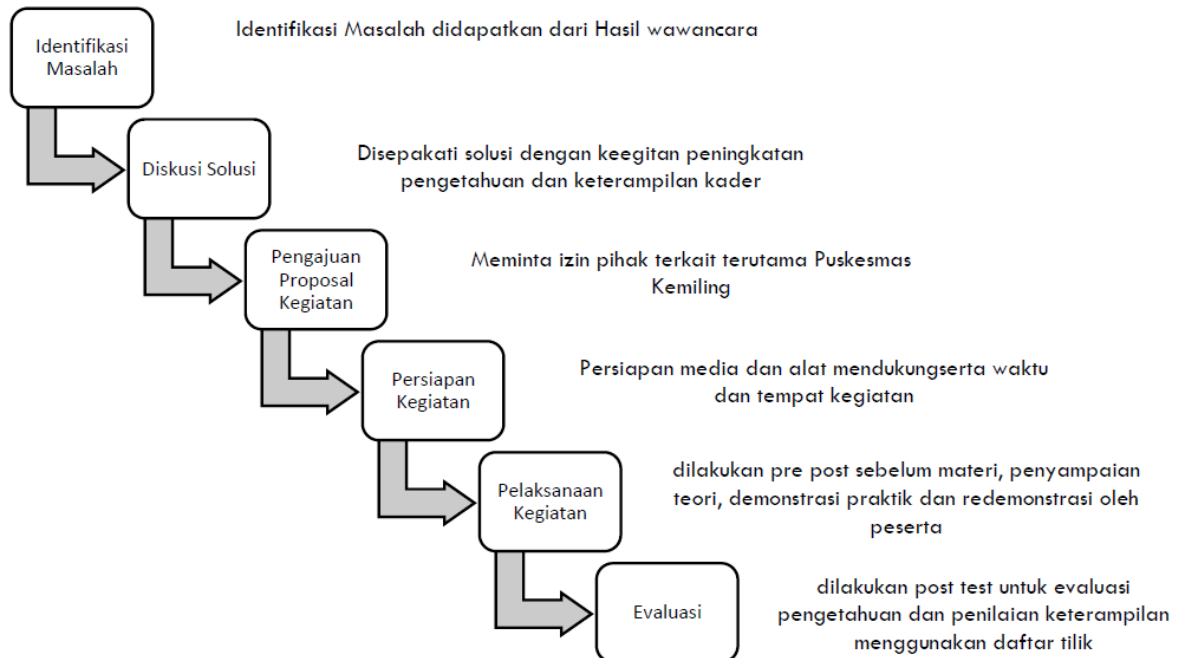 Identifikasi
Masalah
Identifikasi Masalah didapatkan dari Hasil wawancara
Diskusi Solusi
Disepakati solusi dengan keegitan peningkatan
pengetahuan dan keterampilan kader
Pengajuan
Proposal
Kegiatan
Meminta izin pihak terkait terutama Puskesmas
Kemiling
Persiapan
Kegiatan
Persiapan media dan alat mendukungserta waktu
dan tempat kegiatan
Pelaksanaan
Kegiatan
dilakukan pre post sebelum materi, penyampaian
teori, demonstrasi praktik dan redemonstrasi oleh
peserta
Evaluasi
dilakukan post test untuk evaluasi
pengetahuan dan penilaian keterampilan
menggunakan daftar tilik